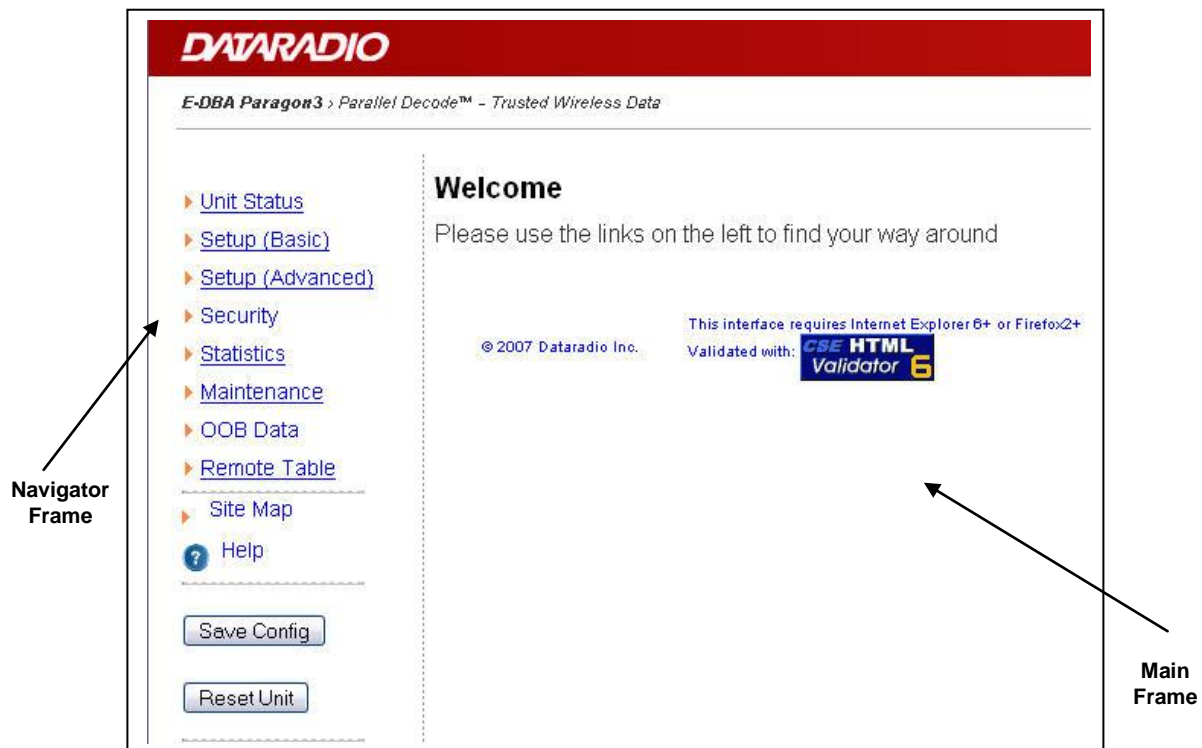 DATARADIO
E-DBA Paragon3 › Parallel Decode™ – Trusted Wireless Data
Unit Status
Setup (Basic)
Setup (Advanced)
Security
Statistics
Maintenance
OOB Data
Remote Table
Site Map
? Help
Save Config
Reset Unit
Welcome
Please use the links on the left to find your way around
© 2007 Dataradio Inc.
This interface requires Internet Explorer 6+ or Firefox2+
Validated with: CSE HTML
Validator 6
Navigator
Frame
Main
Frame